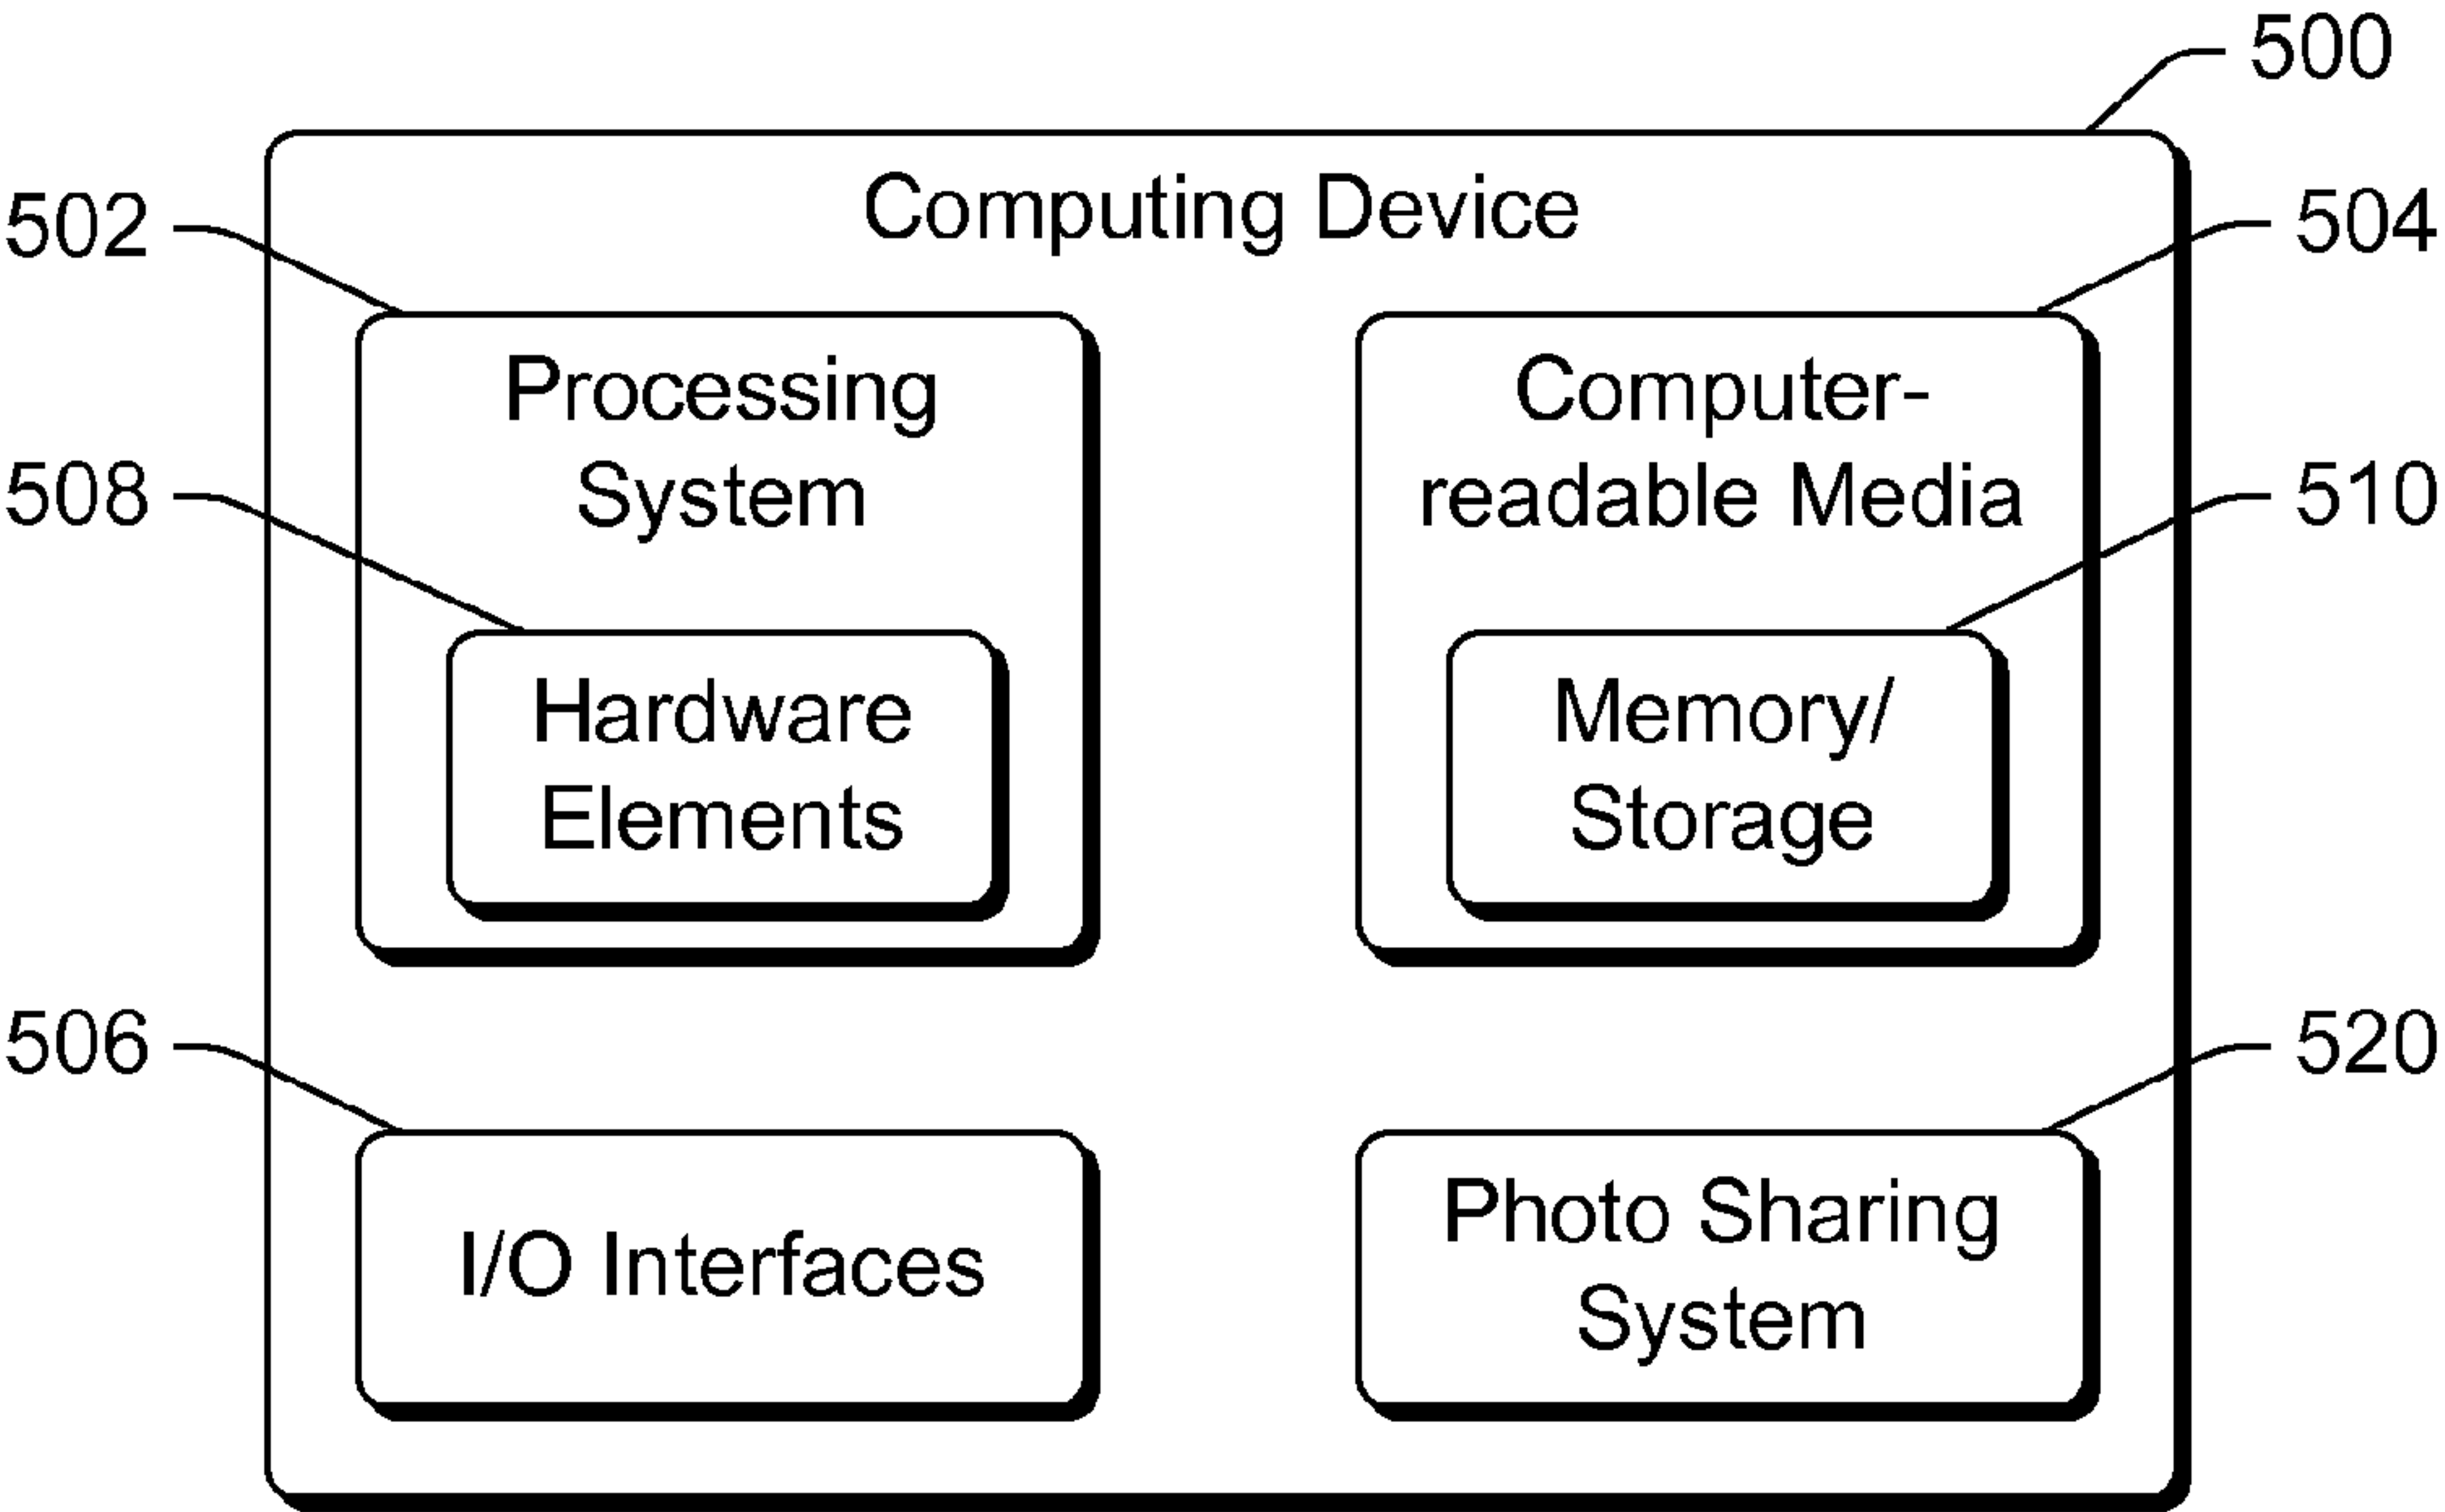 500
Computing Device
502
504
Processing
System
Computer-
readable Media
508
510
Hardware
Elements
Memory/
Storage
506
520
I/O Interfaces
Photo Sharing
System